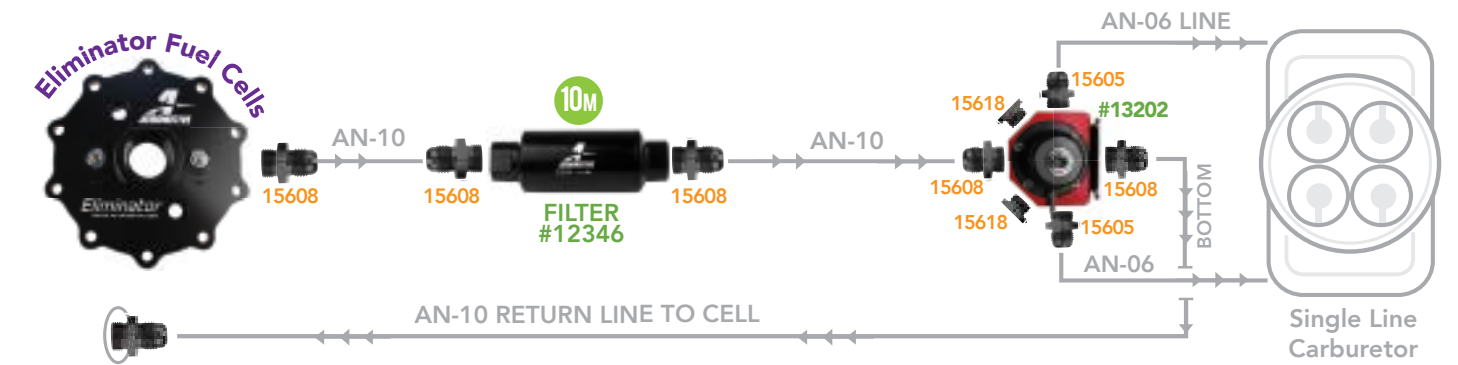 Eliminator Fuel Cells
Eliminator
15608
AN-10
15608
10M
FILTER
#12346
15608
AN-10
15608
15618
15605
#13202
15608
15618
15605
AN-06 LINE
AN-06
BOTTOM
AN-10 RETURN LINE TO CELL
Single Line
Carburetor